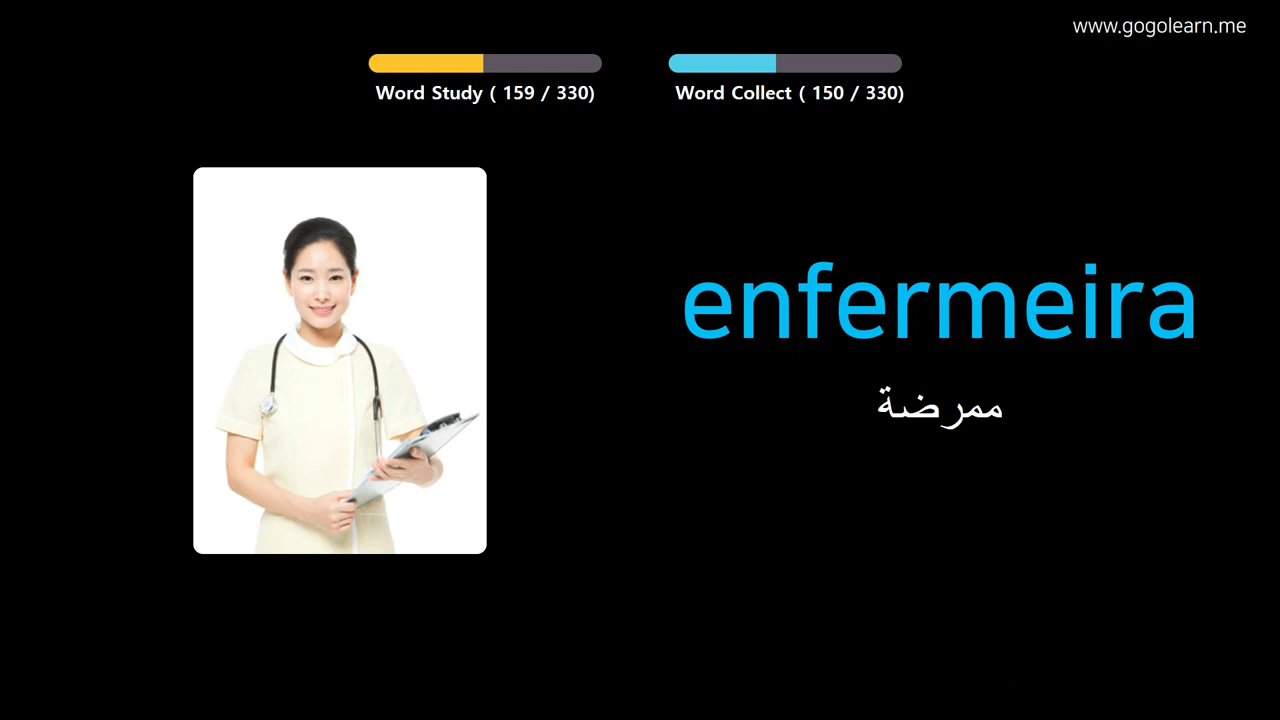 www.gogolearn.me
Word Study ( 159 / 330)
Word Collect ( 150 / 330)
enfermeira
ممرضة